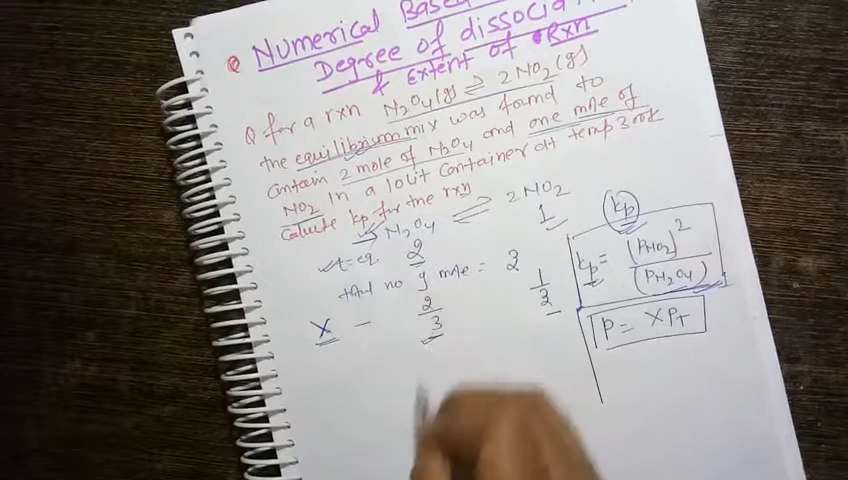 Numerical Based
Degree of dissocia
& Extent of Rxn
Q for a rxn N₂O₄(g) ⇌ 2NO₂(g)
the equilibrium mix was found to
Contain 2 mole of N₂O₄ and one mole of
NO₂ in a 10 lit Container at temp 3
Calculate kp for the rxn
N₂O₄ ⇌ 2NO₂
t=eq 2 1
total no of mole = 3
X – 2/3 1/3
kp
kp = (PNO₂)² / (PN₂O₄)
P = XPT